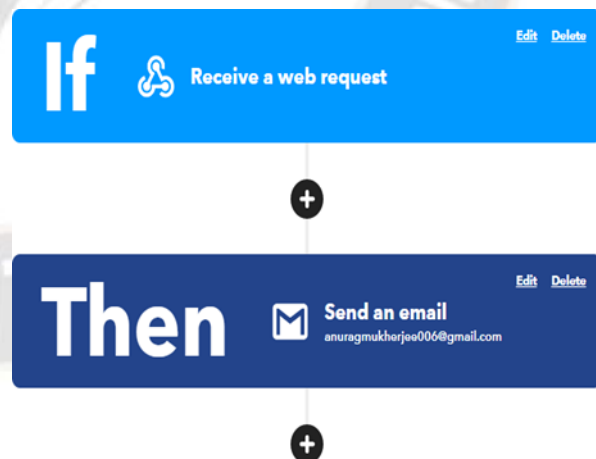 If
Receive a web request
Edit Delete
Then
Send an email
anuragmukherjee006@gmail.com
Edit Delete